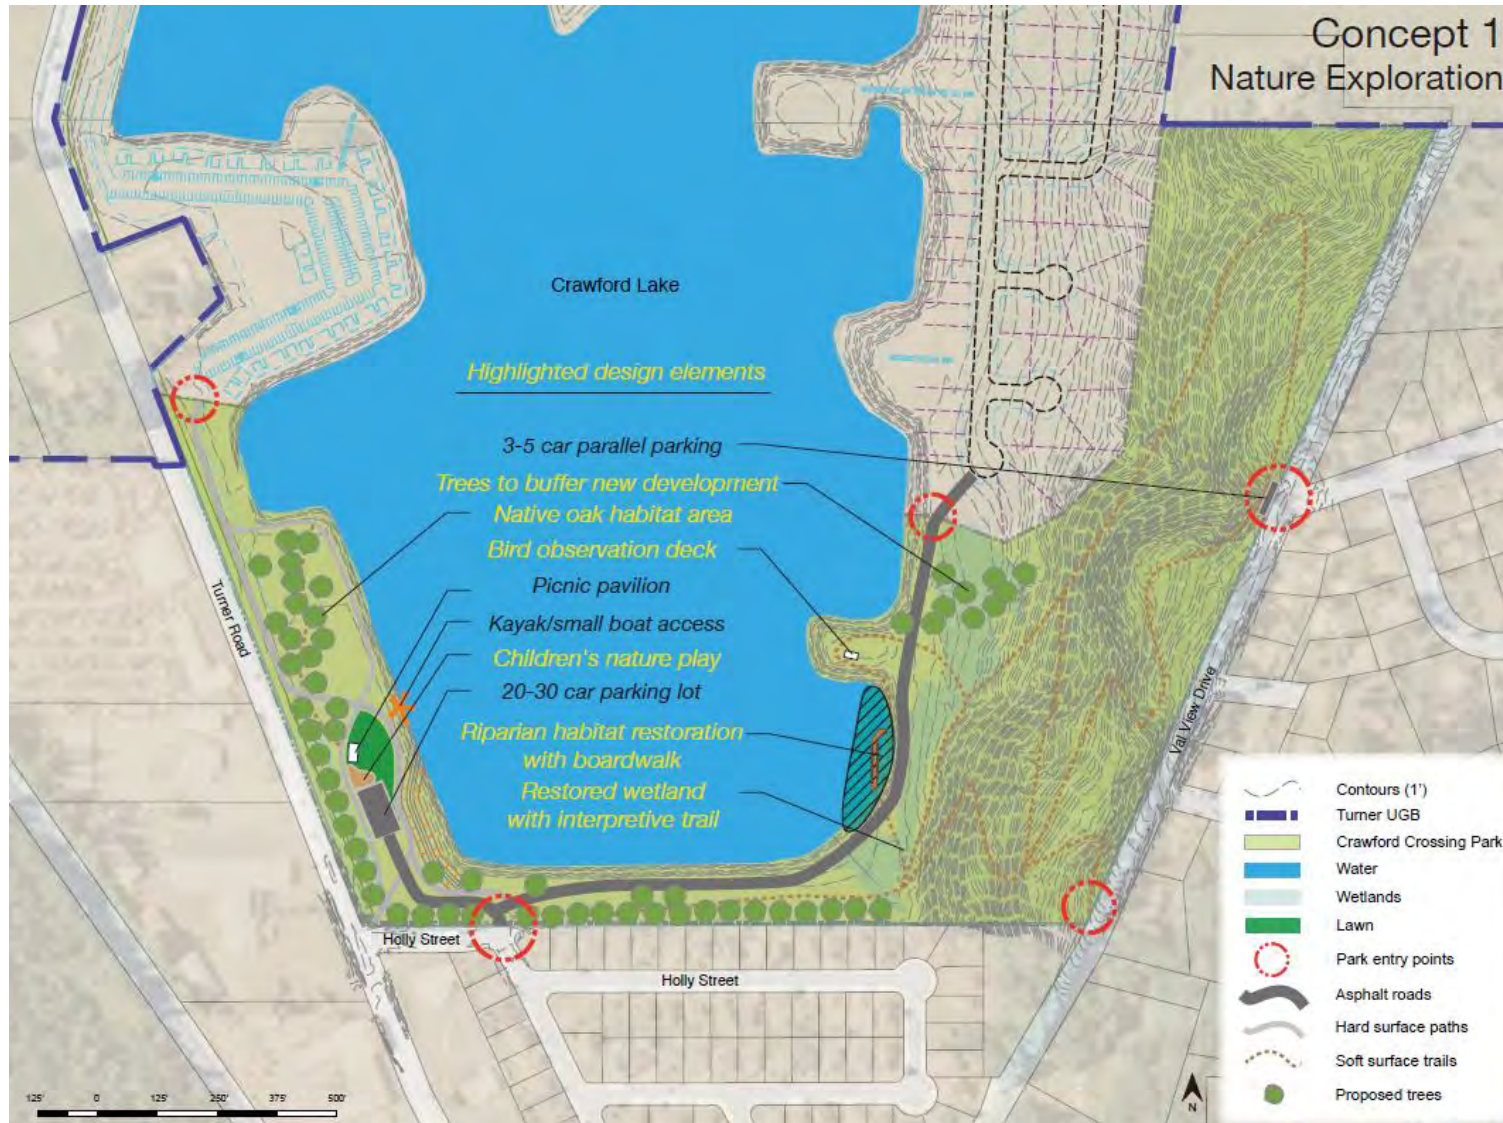 Concept 1
Nature Exploration
Crawford Lake
Highlighted design elements
3-5 car parallel parking
Trees to buffer new development
Native oak habitat area
Bird observation deck
Picnic pavilion
Kayak/small boat access
Children's nature play
20-30 car parking lot
Riparian habitat restoration
with boardwalk
Restored wetland
with interpretive trail
Turner Road
Val View Drive
Holly Street
Holly Street
Contours (1')
Turner UGB
Crawford Crossing Park
Water
Wetlands
Lawn
Park entry points
Asphalt roads
Hard surface paths
Soft surface trails
Proposed trees
125' 0 125' 250' 375' 500'
N